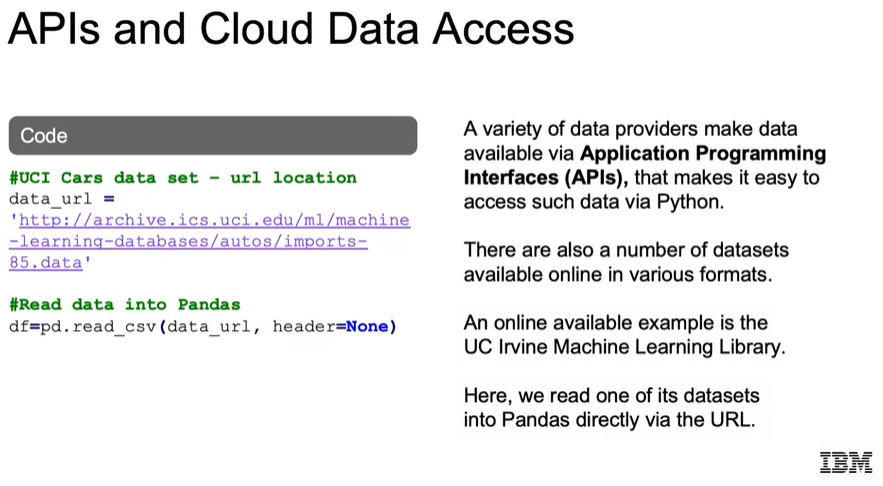 APIs and Cloud Data Access
Code
#UCI Cars data set - url location
data_url =
'http://archive.ics.uci.edu/ml/machine
-learning-databases/autos/imports-
85.data'
#Read data into Pandas
df=pd.read_csv(data_url, header=None)
A variety of data providers make data
available via Application Programming
Interfaces (APIs), that makes it easy to
access such data via Python.
There are also a number of datasets
available online in various formats.
An online available example is the
UC Irvine Machine Learning Library.
Here, we read one of its datasets
into Pandas directly via the URL.
IBM